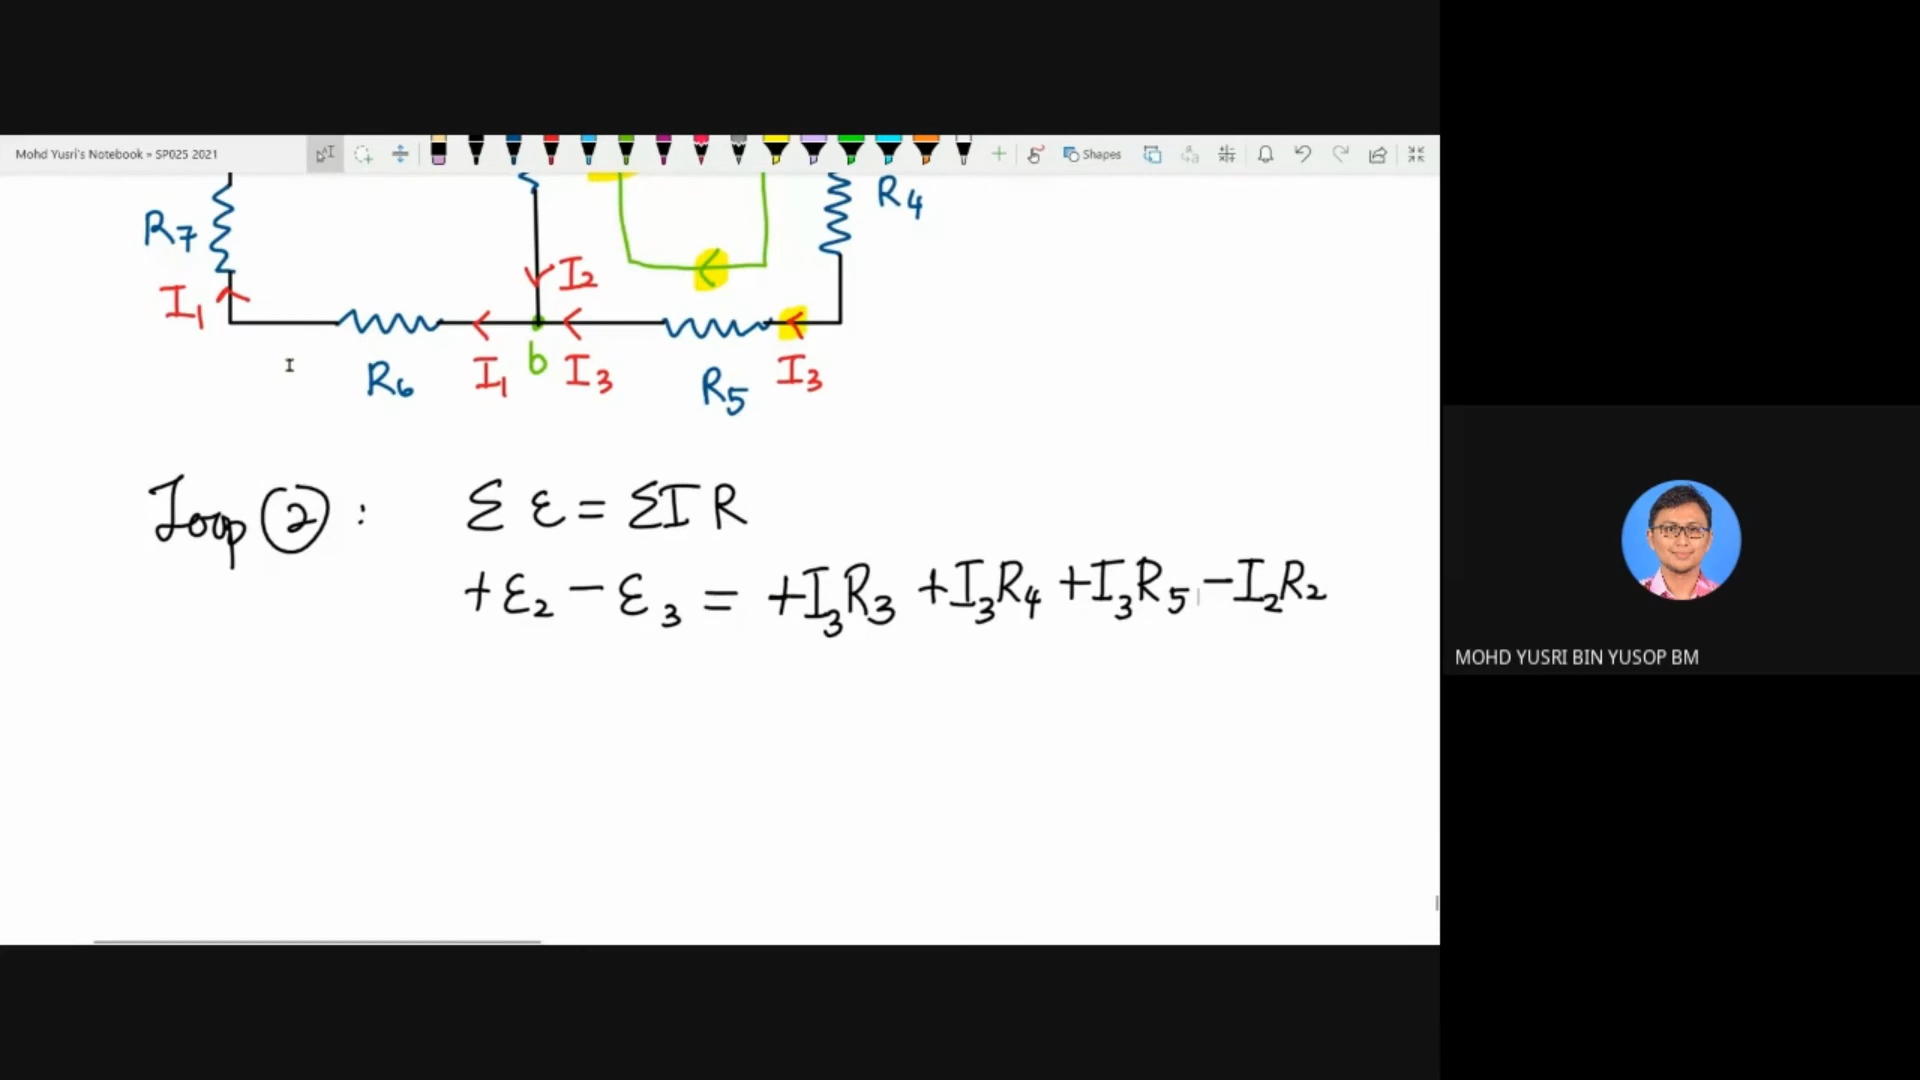 Mohd Yusri's Notebook » SP025 2021
Shapes
R4
R7
I2
I1
R6
I1
b
I3
R5
I3
Loop ② : Σ ε = ΣIR
+ε2 − ε3 = +I3R3 +I3R4 +I3R5 −I2R2
MOHD YUSRI BIN YUSOP BM